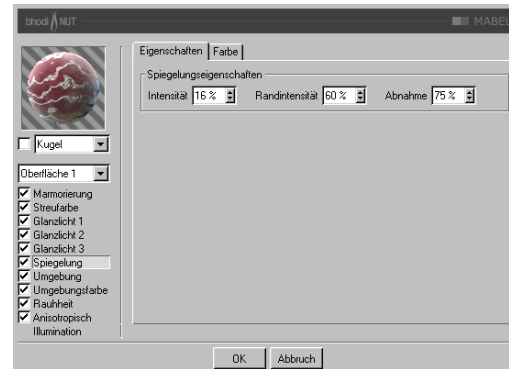 bhodi NUT
MABEL
Eigenschaften Farbe
Spiegelungseigenschaften
Intensität 16 % Randintensität 60 % Abnahme 75 %
Kugel
Oberfläche 1
Marmorierung
Streufarbe
Glanzlicht 1
Glanzlicht 2
Glanzlicht 3
Spiegelung
Umgebung
Umgebungsfarbe
Rauhheit
Anisotropisch
Illumination
OK Abbruch